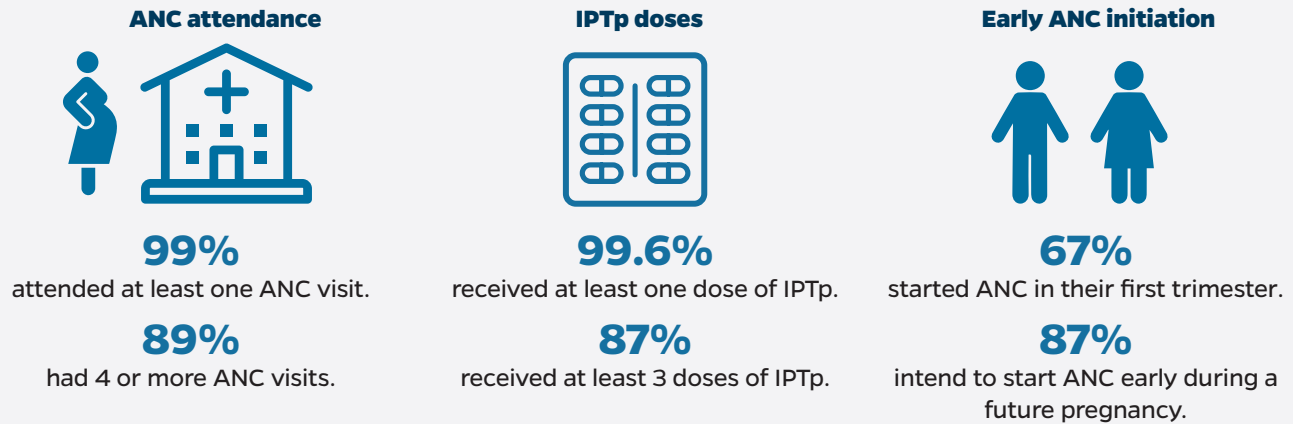 ANC attendance
99%
attended at least one ANC visit.
89%
had 4 or more ANC visits.
IPTp doses
99.6%
received at least one dose of IPTp.
87%
received at least 3 doses of IPTp.
Early ANC initiation
67%
started ANC in their first trimester.
87%
intend to start ANC early during a
future pregnancy.